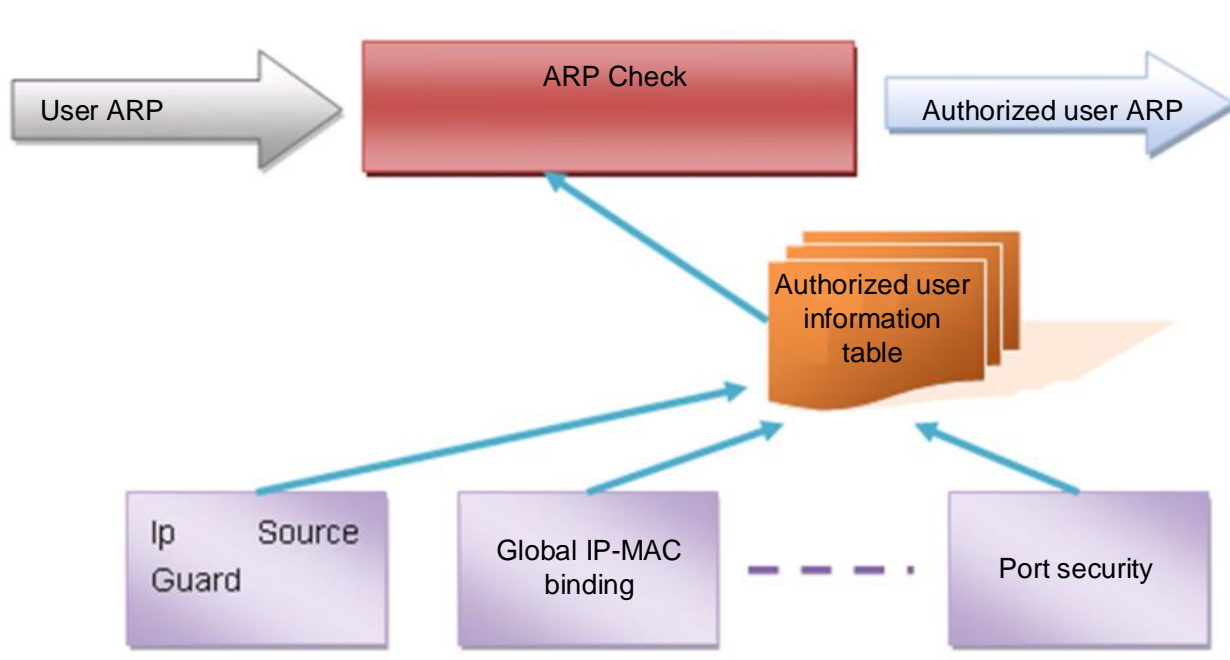 User ARP
ARP Check
Authorized user ARP
Authorized user
information
table
Ip Source
Guard
Global IP-MAC
binding
Port security